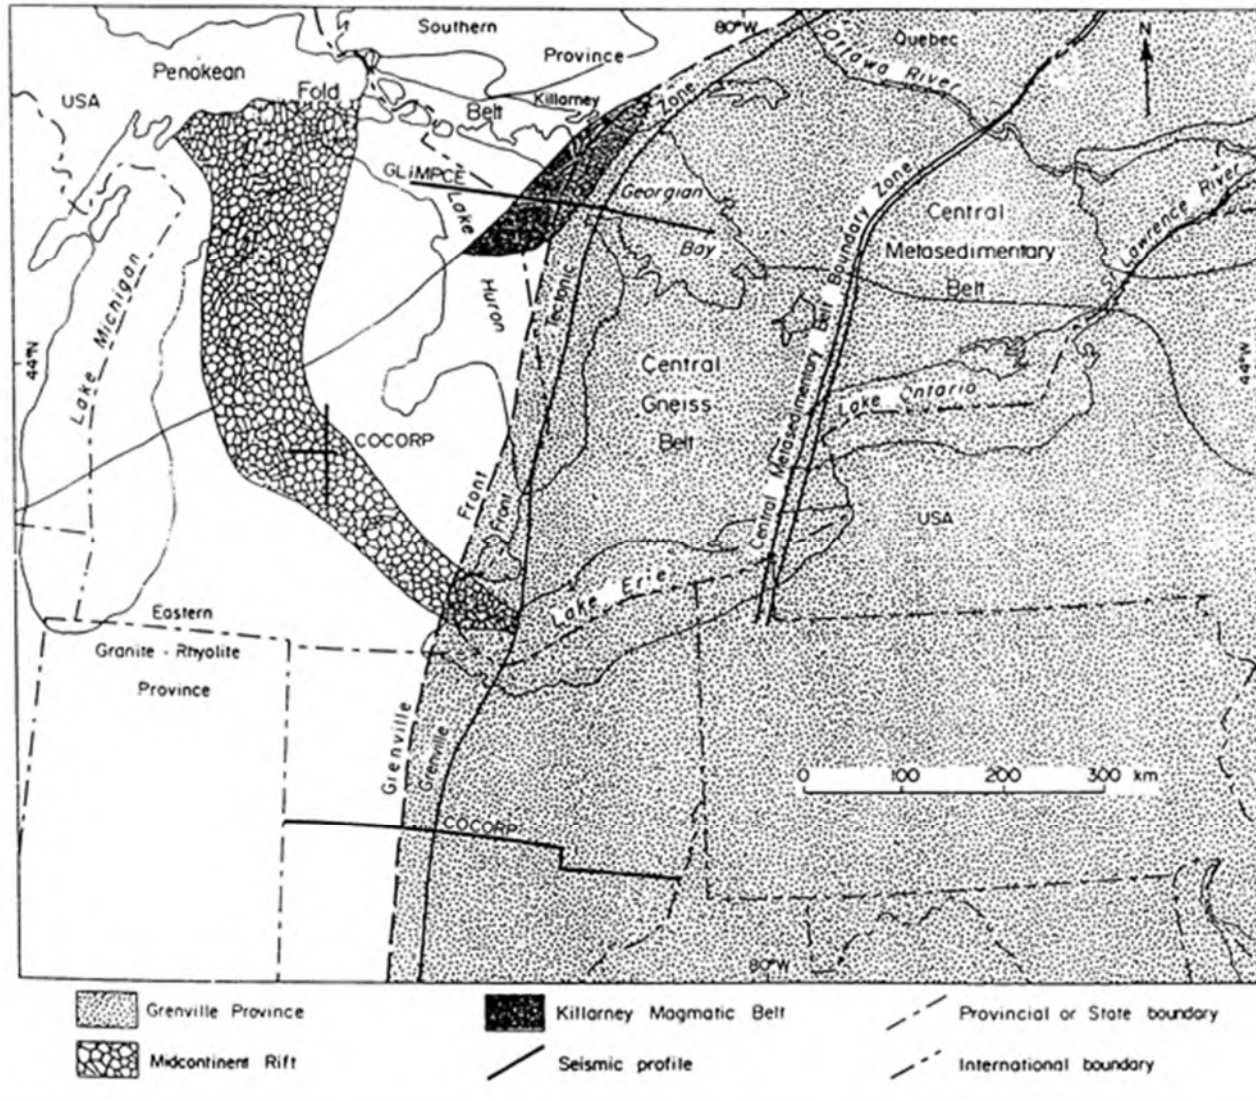 Southern
Province
80°W
Quebec
Ottawa River
N
Penokean
Fold
Belt
Killarney
USA
Zone
GLIMPCE
Lake
Huron
Georgian
Bay
Central
Metasedimentary
Belt
St Lawrence River
Lake Michigan
44°N
Tectonic
Central
Gneiss
Belt
Central Metasedimentary Belt Boundary Zone
Lake Ontario
44°W
COCORP
Front
Front
USA
Lake Erie
Eastern
Granite - Rhyolite
Province
Grenville
Grenville
0 100 200 300 km
COCORP
80°W
Grenville Province
Killarney Magmatic Belt
Provincial or State boundary
Midcontinent Rift
Seismic profile
International boundary